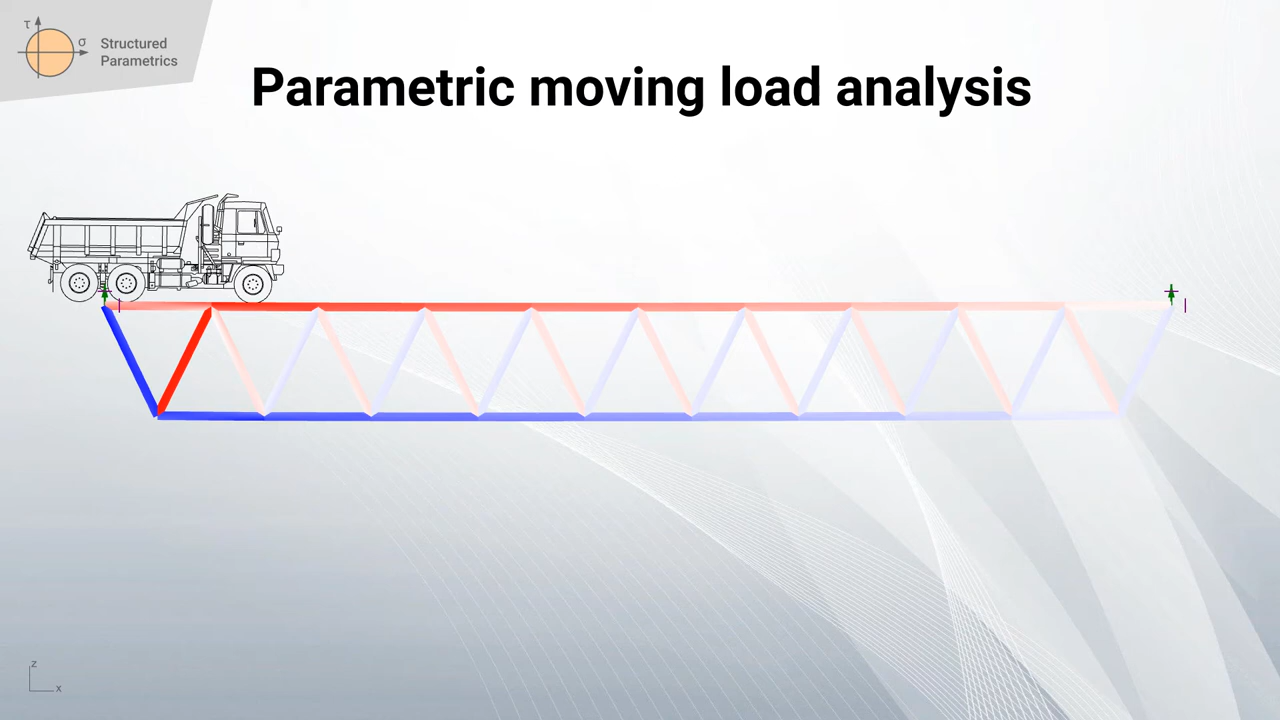 τ
σ
Structured
Parametrics
Parametric moving load analysis
z
x